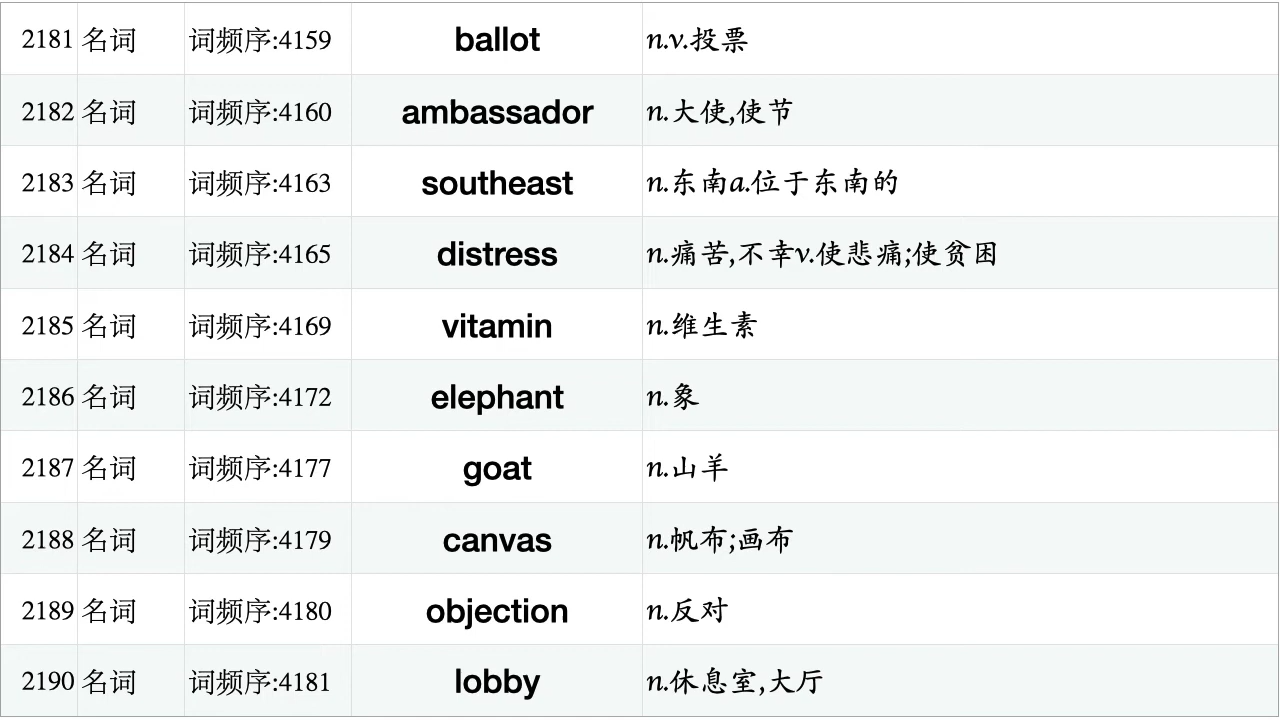 2181 名词 词频序:4159 ballot n.v.投票
2182 名词 词频序:4160 ambassador n.大使,使节
2183 名词 词频序:4163 southeast n.东南a.位于东南的
2184 名词 词频序:4165 distress n.痛苦,不幸v.使悲痛;使贫困
2185 名词 词频序:4169 vitamin n.维生素
2186 名词 词频序:4172 elephant n.象
2187 名词 词频序:4177 goat n.山羊
2188 名词 词频序:4179 canvas n.帆布;画布
2189 名词 词频序:4180 objection n.反对
2190 名词 词频序:4181 lobby n.休息室,大厅